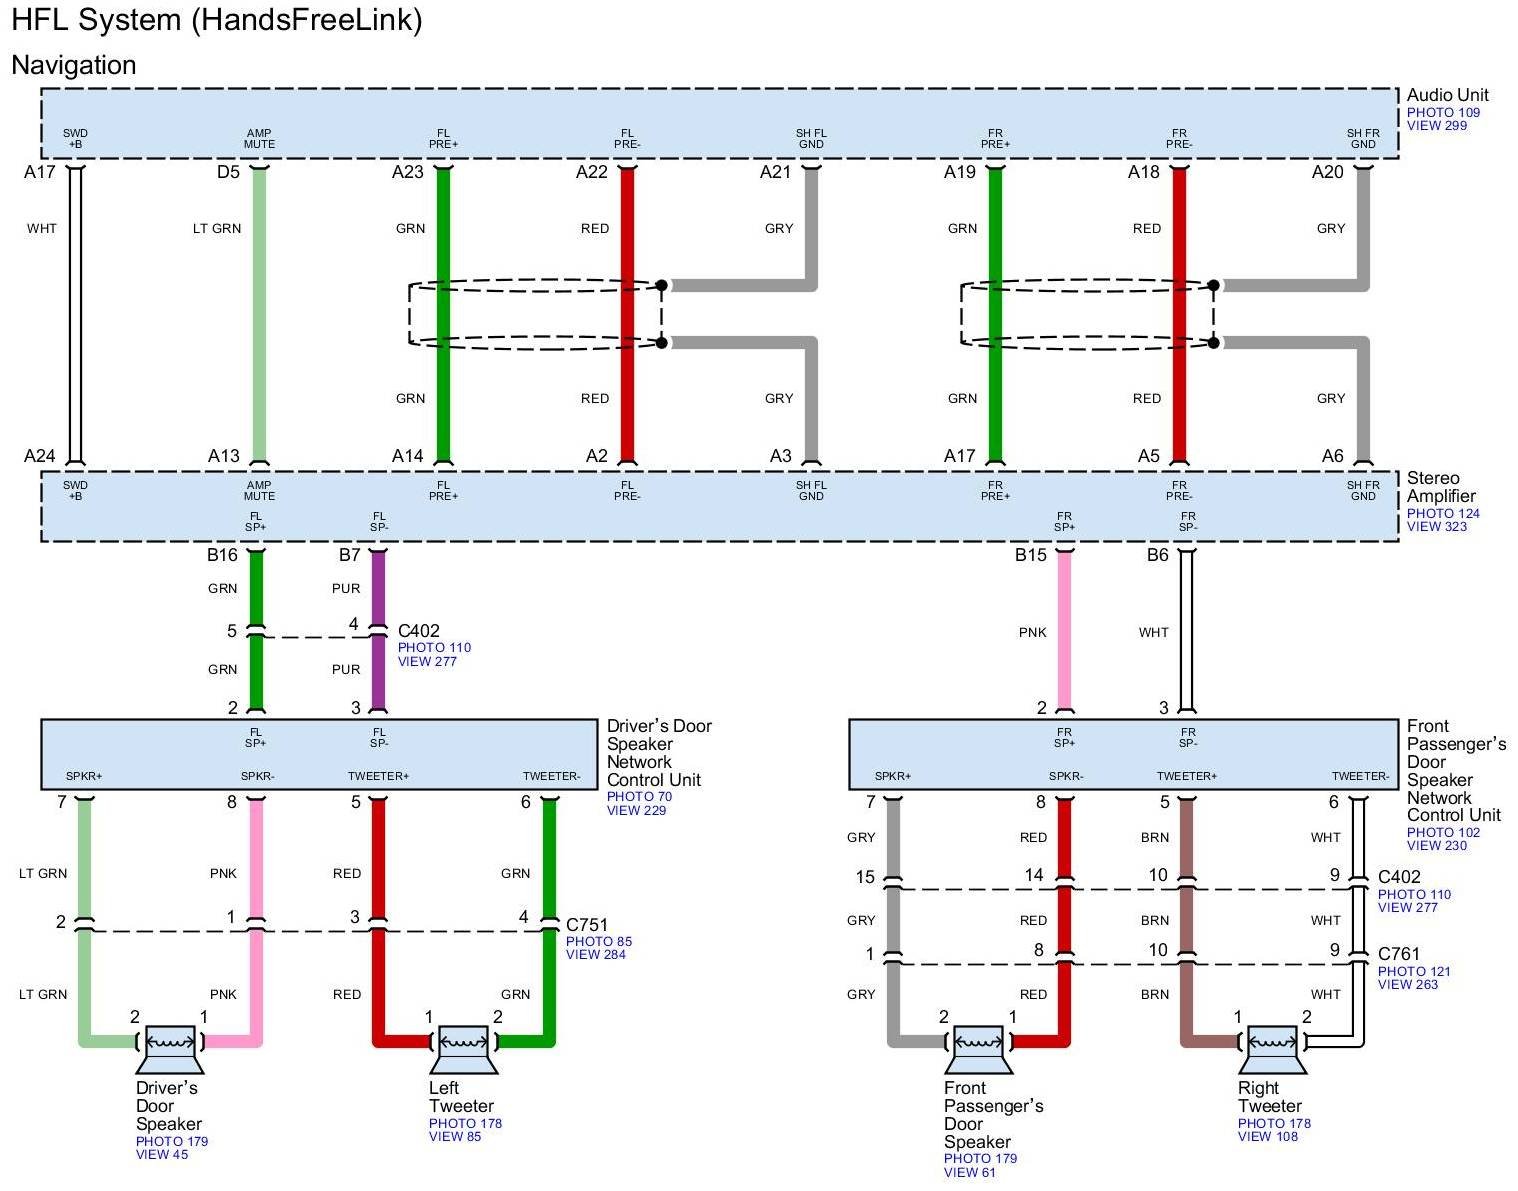 HFL System (HandsFreeLink)
Navigation
Audio Unit
PHOTO 109
VIEW 299
SWD
+B
AMP
MUTE
FL
PRE+
FL
PRE-
SH FL
GND
FR
PRE+
FR
PRE-
SH FR
GND
A17 D5 A23 A22 A21 A19 A18 A20
WHT LT GRN GRN RED GRY GRN RED GRY
GRN RED GRY GRN RED GRY
A24 A13 A14 A2 A3 A17 A5 A6
Stereo
Amplifier
PHOTO 124
VIEW 323
SWD
+B
AMP
MUTE
FL
PRE+
FL
PRE-
SH FL
GND
FR
PRE+
FR
PRE-
SH FR
GND
FL
SP+
FL
SP-
FR
SP+
FR
SP-
B16 B7 B15 B6
GRN PUR
5 4 C402
PHOTO 110
VIEW 277
PNK WHT
GRN PUR
2 3 2 3
FL
SP+
FL
SP-
SPKR+ SPKR- TWEETER+ TWEETER-
Driver's Door
Speaker
Network
Control Unit
PHOTO 70
VIEW 229
FR
SP+
FR
SP-
SPKR+ SPKR- TWEETER+ TWEETER-
Front
Passenger's
Door
Speaker
Network
Control Unit
PHOTO 102
VIEW 230
7 8 5 6
LT GRN PNK RED GRN
2 1 3 4 C751
PHOTO 85
VIEW 284
LT GRN PNK RED GRN
2 1 1 2
Driver's
Door
Speaker
PHOTO 179
VIEW 45
Left
Tweeter
PHOTO 178
VIEW 85
7 8 5 6
GRY RED BRN WHT
15 14 10 9 C402
PHOTO 110
VIEW 277
GRY RED BRN WHT
1 8 10 9 C761
PHOTO 121
VIEW 263
GRY RED BRN WHT
2 1 1 2
Front
Passenger's
Door
Speaker
PHOTO 179
VIEW 61
Right
Tweeter
PHOTO 178
VIEW 108